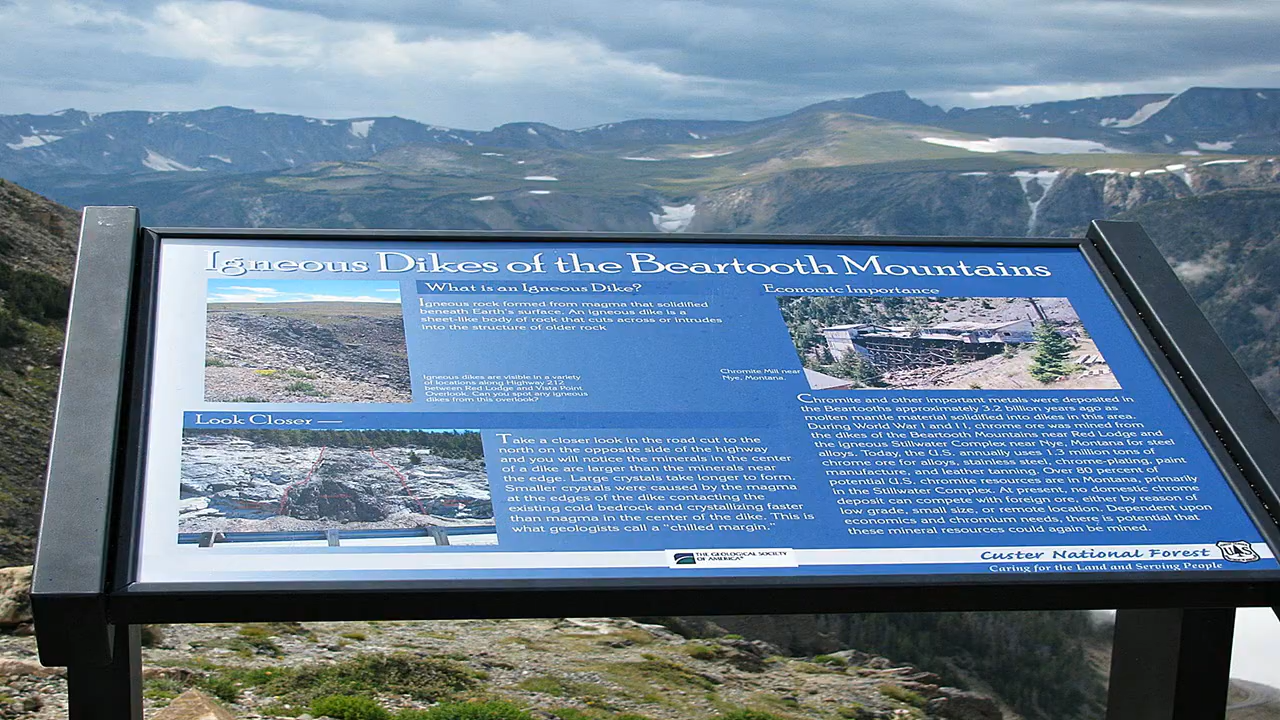 Igneous Dikes of the Beartooth Mountains
What is an Igneous Dike?
Igneous rock formed from magma that solidified
beneath Earth's surface. An igneous dike is a
sheet-like body of rock that cuts across or intrudes
into the structure of older rock
Igneous dikes are visible in a variety
of locations along Highway 212
between Red Lodge and Vista Point
Overlook. Can you spot any igneous
dikes from this overlook?
Look Closer —
Take a closer look in the road cut to the
north on the opposite side of the highway
and you will notice the minerals in the center
of a dike are larger than the minerals near
the edge. Large crystals take longer to form.
Smaller crystals were caused by the magma
at the edges of the dike contacting the
existing cold bedrock and crystallizing faster
than magma in the center of the dike. This is
what geologists call a "chilled margin."
Economic Importance
Chromite Mill near
Nye, Montana.
Chromite and other important metals were deposited in
the Beartooths approximately 3.2 billion years ago as
molten mantle material solidified into dikes in this area.
During World War I and II, chrome ore was mined from
the dikes of the Beartooth Mountains near Red Lodge and
the igneous Stillwater Complex near Nye, Montana for steel
alloys. Today, the U.S. annually uses 1.3 million tons of
chrome ore for alloys, stainless steel, chrome-plating, paint
manufacture, and leather tanning. Over 80 percent of
potential U.S. chromite resources are in Montana, primarily
in the Stillwater Complex. At present, no domestic chrome
deposit can compete with foreign ore, either by reason of
low grade, small size, or remote location. Dependent upon
economics and chromium needs, there is potential that
these mineral resources could again be mined.
THE GEOLOGICAL SOCIETY
OF AMERICA®
Custer National Forest
Caring for the Land and Serving People
UAS